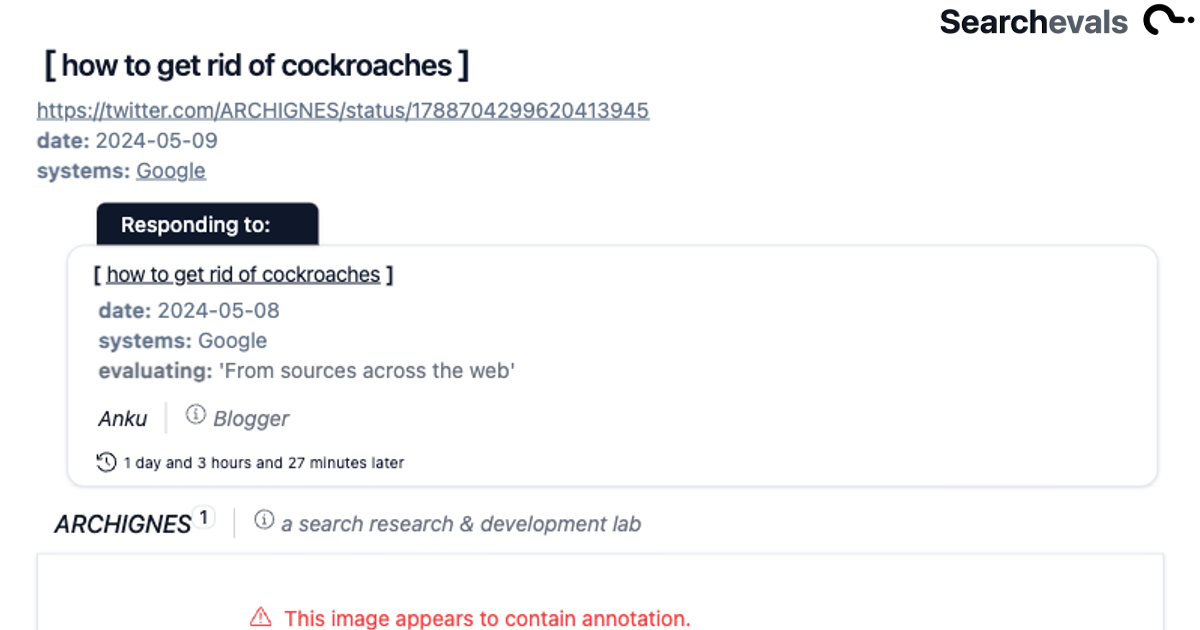 Searchevals
[ how to get rid of cockroaches ]
https://twitter.com/ARCHIGNES/status/1788704299620413945
date: 2024-05-09
systems: Google
Responding to:
[ how to get rid of cockroaches ]
date: 2024-05-08
systems: Google
evaluating: 'From sources across the web'
Anku Blogger
1 day and 3 hours and 27 minutes later
ARCHIGNES 1 a search research & development lab
This image appears to contain annotation.